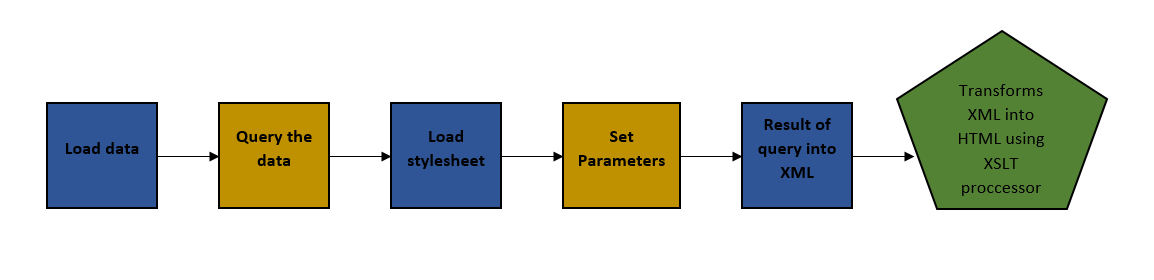 Load data
Query the
data
Load
stylesheet
Set
Parameters
Result of
query into
XML
Transforms
XML into
HTML using
XSLT
proccessor